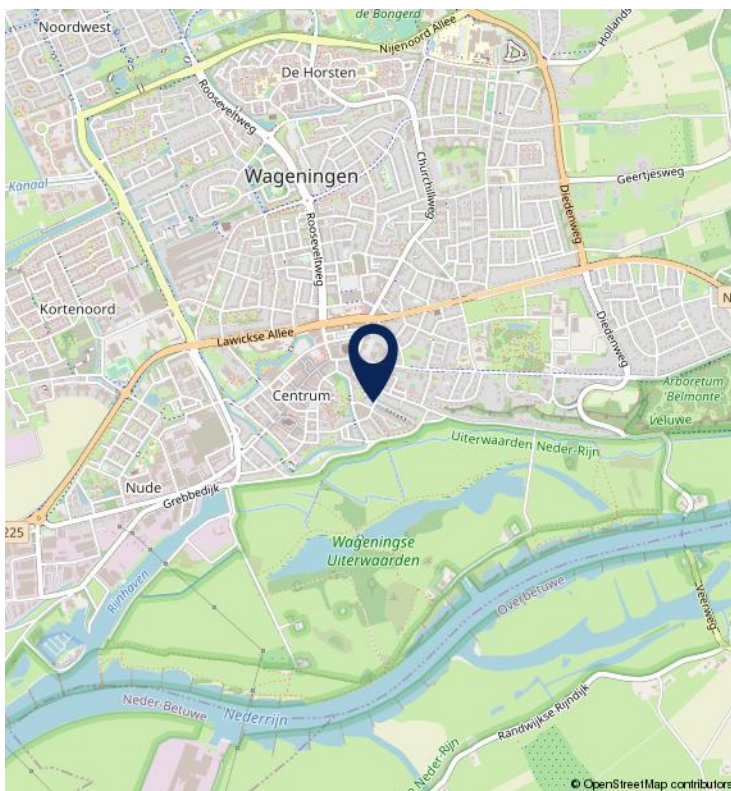 Noordwest
de Bongerd
Nijenoord Allee
Hollands
De Horsten
Rooseveltweg
-Kanaal
Wageningen
Churchillweg
Geertjesweg
Diedenweg
Rooseveltweg
Kortenoord
N
Lawickse Allee
Diedenweg
Centrum
Arboretum
'Belmonte'
Veluwe
Uiterwaarden Neder-Rijn
Nude
Grebbedijk
225
Wageningse
Uiterwaarden
Rijnhaven
Overbetuwe
Veerweg
Neder-Betuwe
Nederrijn
Randwijkse Rijndijk
Neder-Rijn
© OpenStreetMap contributors